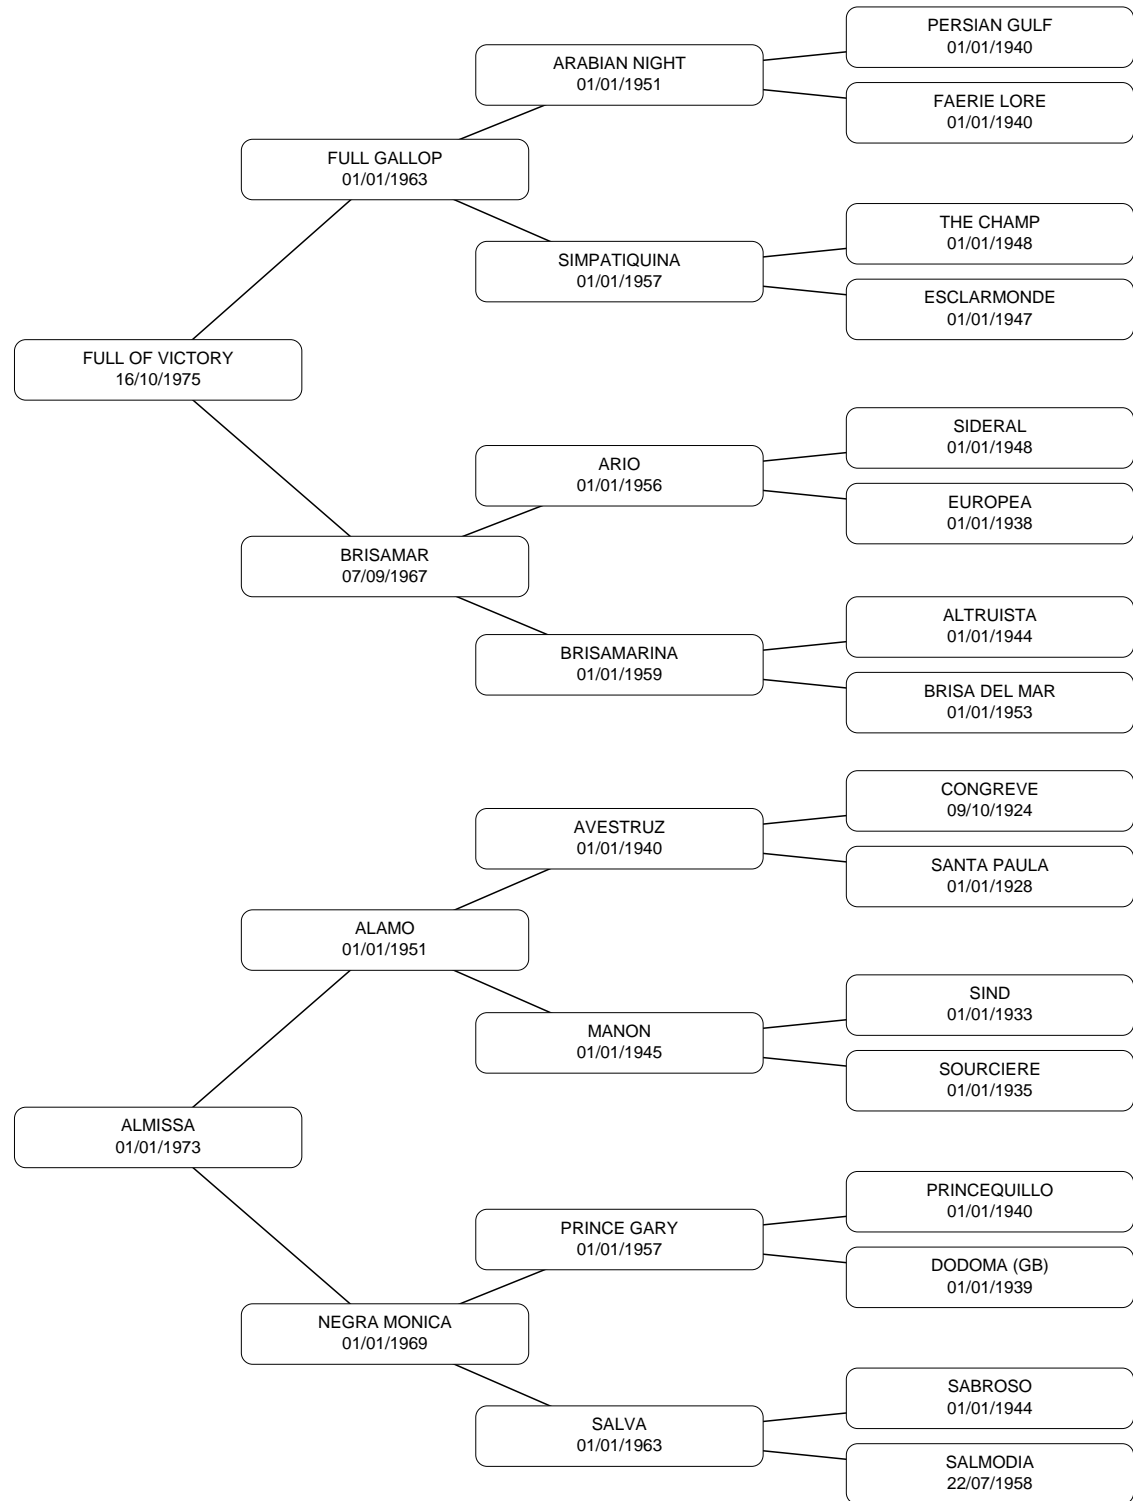 PERSIAN GULF
01/01/1940
ARABIAN NIGHT
01/01/1951
FAERIE LORE
01/01/1940
FULL GALLOP
01/01/1963
THE CHAMP
01/01/1948
SIMPATIQUINA
01/01/1957
ESCLARMONDE
01/01/1947
FULL OF VICTORY
16/10/1975
SIDERAL
01/01/1948
ARIO
01/01/1956
EUROPEA
01/01/1938
BRISAMAR
07/09/1967
ALTRUISTA
01/01/1944
BRISAMARINA
01/01/1959
BRISA DEL MAR
01/01/1953
CONGREVE
09/10/1924
AVESTRUZ
01/01/1940
SANTA PAULA
01/01/1928
ALAMO
01/01/1951
SIND
01/01/1933
MANON
01/01/1945
SOURCIERE
01/01/1935
ALMISSA
01/01/1973
PRINCEQUILLO
01/01/1940
PRINCE GARY
01/01/1957
DODOMA (GB)
01/01/1939
NEGRA MONICA
01/01/1969
SABROSO
01/01/1944
SALVA
01/01/1963
SALMODIA
22/07/1958